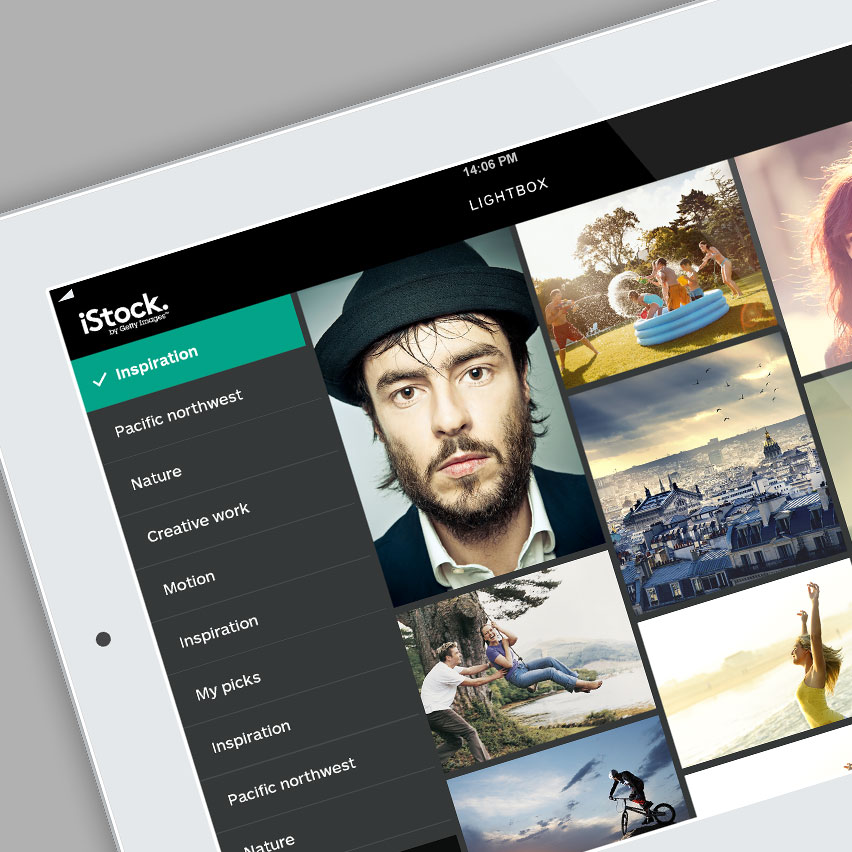 14:06 PM
LIGHTBOX
iStock.
by Getty Images™
Inspiration
Pacific northwest
Nature
Creative work
Motion
Inspiration
My picks
Inspiration
Pacific northwest
Nature